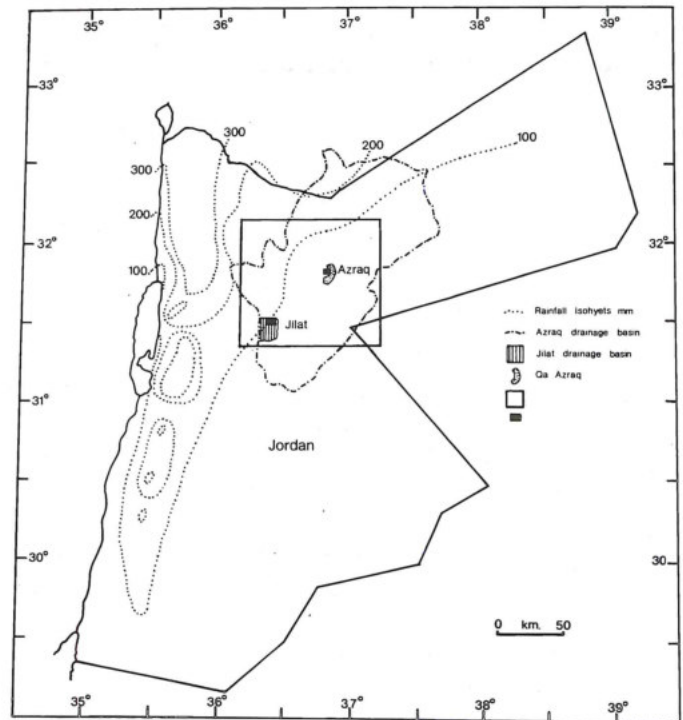 35° 36° 37° 38° 39°
33° 33°
300 200 100
300
200
32° 32°
100 Azraq
Jilat
Rainfall isohyets mm
Azraq drainage basin
Jilat drainage basin
Qa Azraq
31° 31°
Jordan
30° 30
0 km. 50
35° 36° 37° 38° 39°